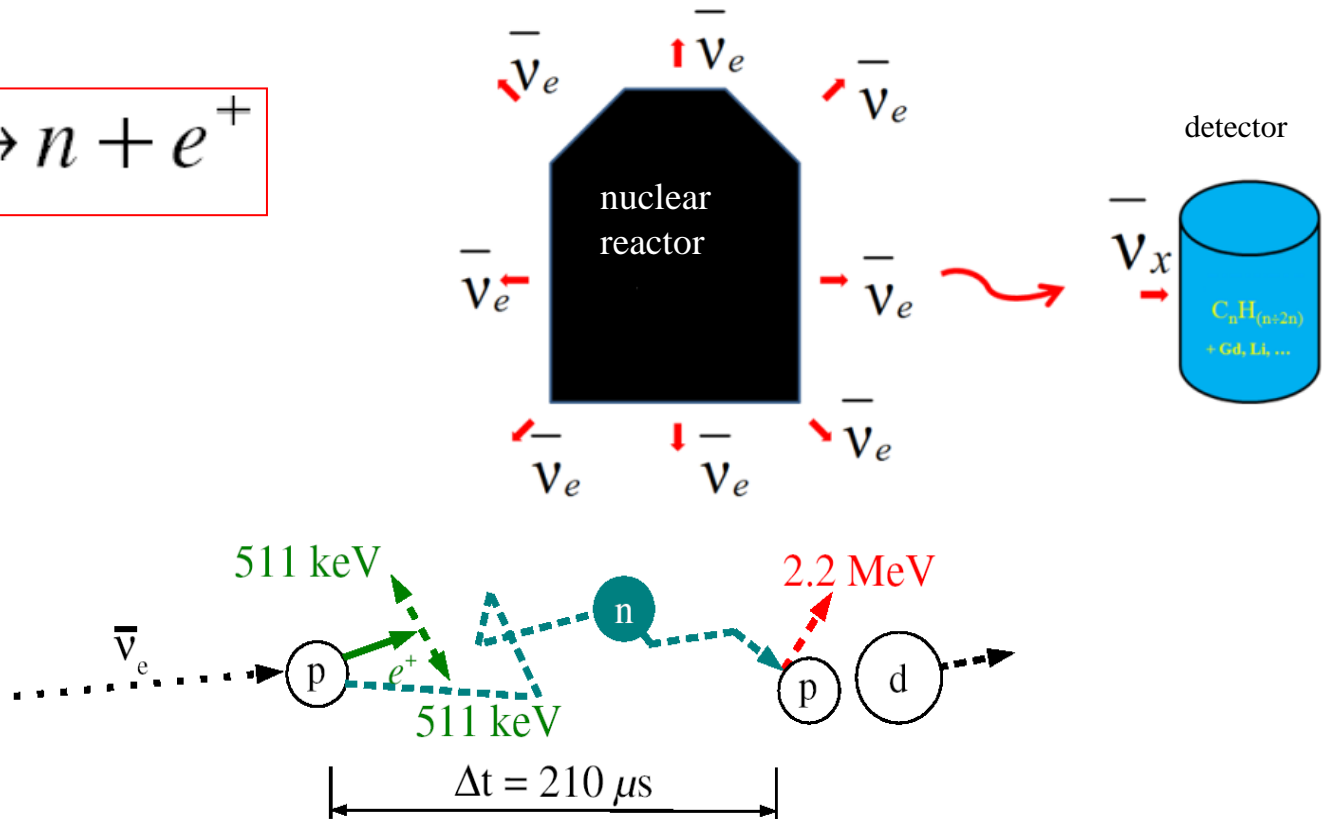 → n + e⁺
ν̄ₑ
ν̄ₑ
ν̄ₑ
ν̄ₑ
ν̄ₑ
ν̄ₑ
ν̄ₑ
ν̄ₑ
nuclear
reactor
detector
ν̄ₓ
CₙH₍ₙ÷₂ₙ₎
+ Gd, Li, ...
511 keV
ν̄ₑ
p
e⁺
511 keV
n
2.2 MeV
p
d
Δt = 210 μs